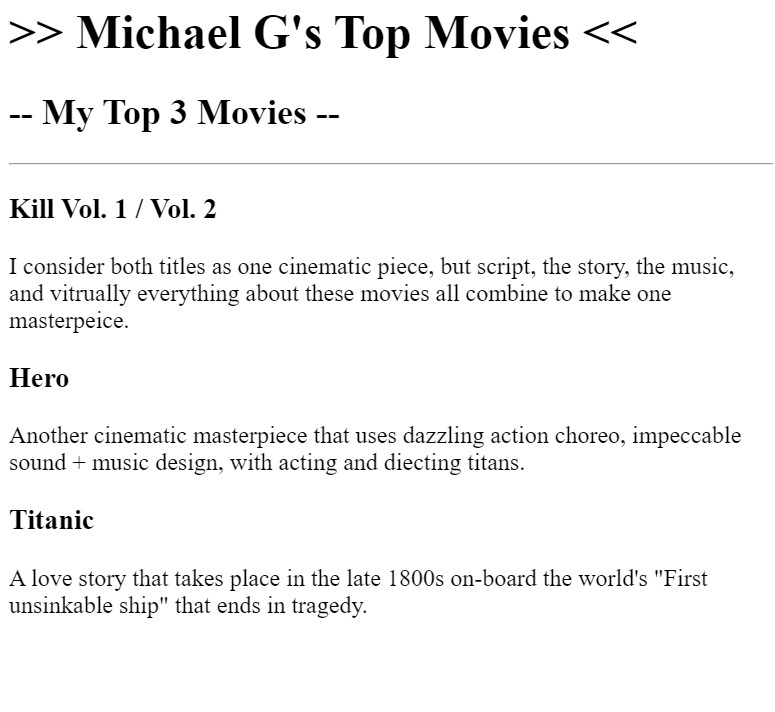 >> Michael G's Top Movies <<
-- My Top 3 Movies --
Kill Vol. 1 / Vol. 2
I consider both titles as one cinematic piece, but script, the story, the music,
and vitrually everything about these movies all combine to make one
masterpeice.
Hero
Another cinematic masterpiece that uses dazzling action choreo, impeccable
sound + music design, with acting and diecting titans.
Titanic
A love story that takes place in the late 1800s on-board the world's "First
unsinkable ship" that ends in tragedy.